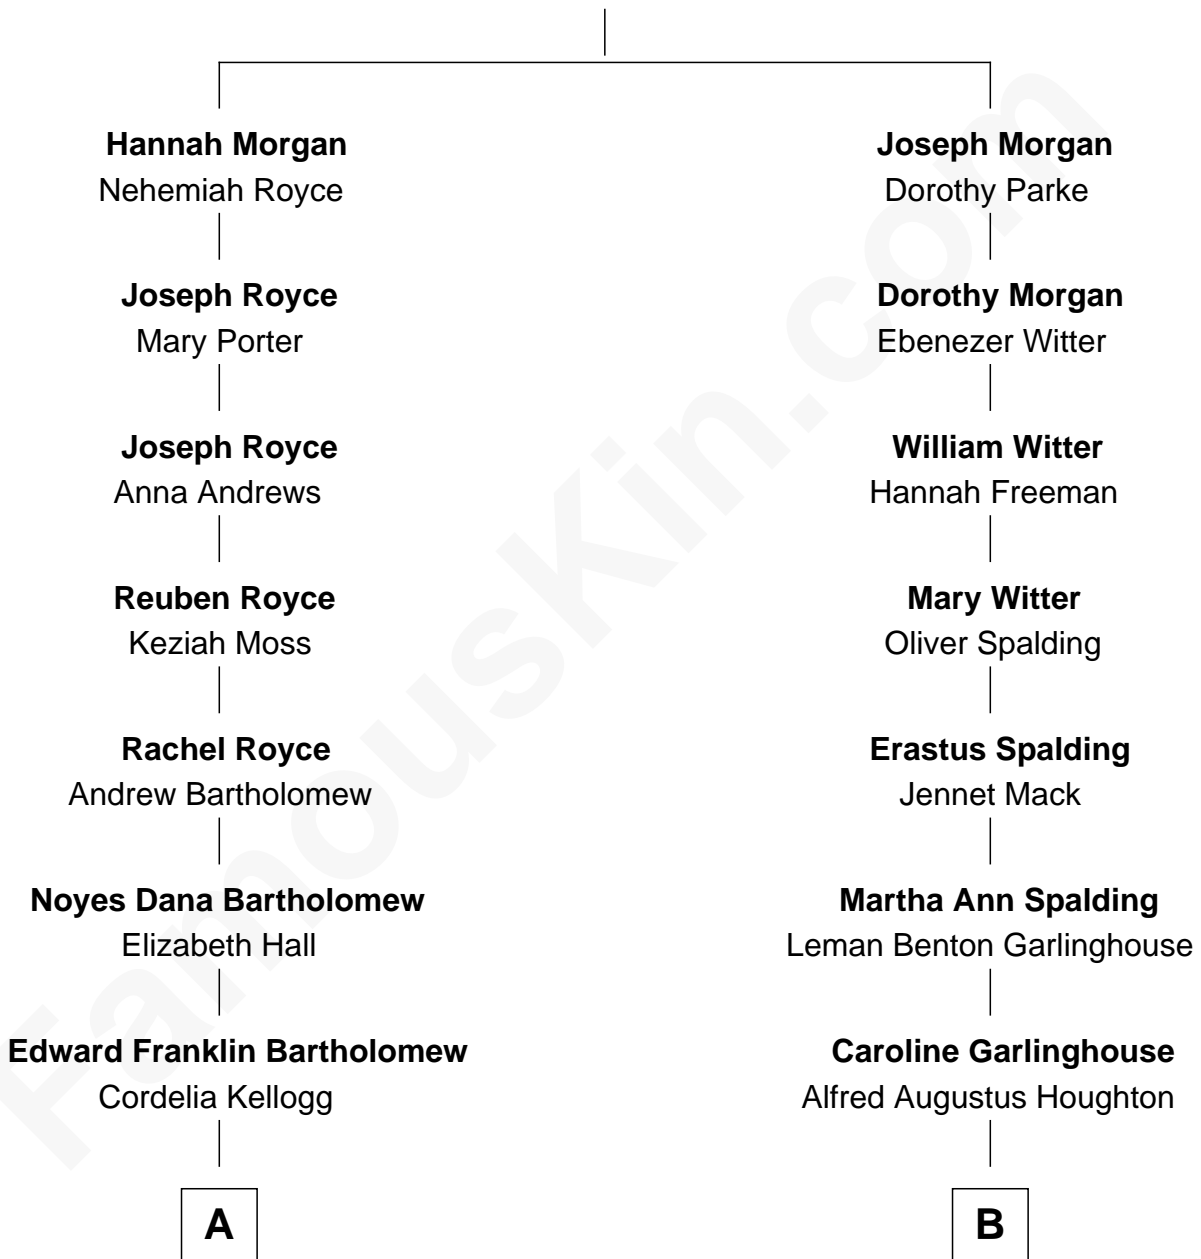 Hannah Morgan
Nehemiah Royce
Joseph Royce
Mary Porter
Joseph Royce
Anna Andrews
Reuben Royce
Keziah Moss
Rachel Royce
Andrew Bartholomew
Noyes Dana Bartholomew
Elizabeth Hall
Edward Franklin Bartholomew
Cordelia Kellogg
A
Joseph Morgan
Dorothy Parke
Dorothy Morgan
Ebenezer Witter
William Witter
Hannah Freeman
Mary Witter
Oliver Spalding
Erastus Spalding
Jennet Mack
Martha Ann Spalding
Leman Benton Garlinghouse
Caroline Garlinghouse
Alfred Augustus Houghton
B
FamousKin.com